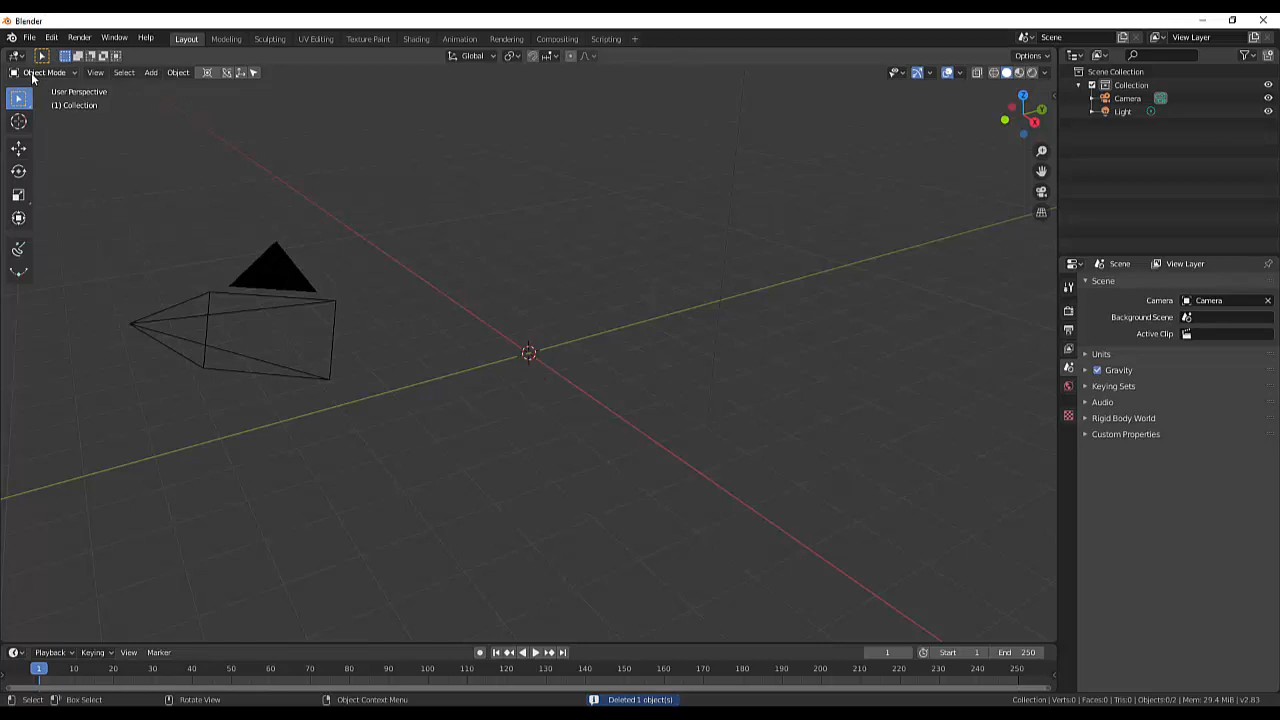 Blender
File Edit Render Window Help Layout Modeling Sculpting UV Editing Texture Paint Shading Animation Rendering Compositing Scripting + Scene View Layer
Global Options
Object Mode View Select Add Object
User Perspective
(1) Collection
Z
Y
X
Scene Collection
Collection
Camera
Light
Scene View Layer
Scene
Camera Camera
Background Scene
Active Clip
Units
Gravity
Keying Sets
Audio
Rigid Body World
Custom Properties
Playback Keying View Marker 1 Start 1 End 250
1 10 20 30 40 50 60 70 80 90 100 110 120 130 140 150 160 170 180 190 200 210 220 230 240 250
Select Box Select Rotate View Object Context Menu Deleted 1 object(s) Collection | Verts:0 | Faces:0 | Tris:0 | Objects:0/2 | Mem: 29.4 MiB | v2.83